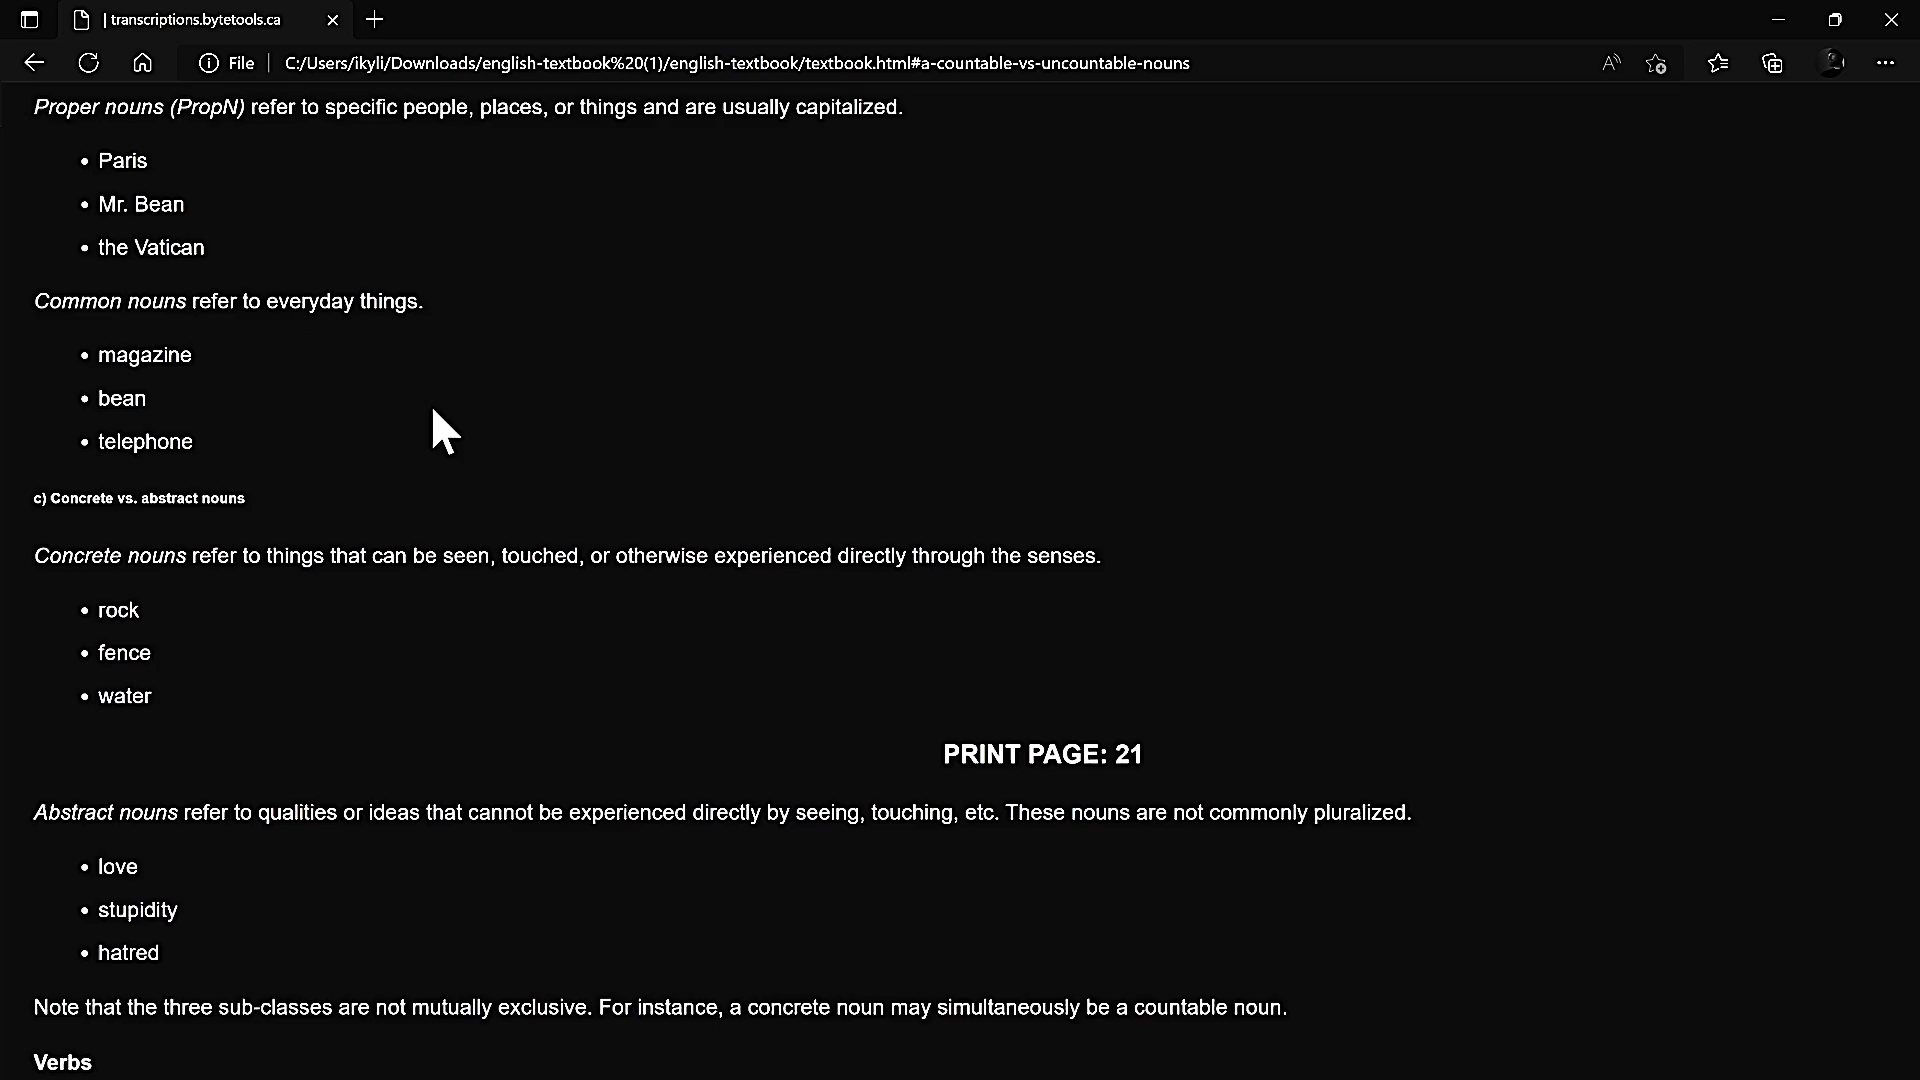 | transcriptions.bytetools.ca
File
C:/Users/ikyli/Downloads/english-textbook%20(1)/english-textbook/textbook.html#a-countable-vs-uncountable-nouns
Proper nouns (PropN) refer to specific people, places, or things and are usually capitalized.
• Paris
• Mr. Bean
• the Vatican
Common nouns refer to everyday things.
• magazine
• bean
• telephone
c) Concrete vs. abstract nouns
Concrete nouns refer to things that can be seen, touched, or otherwise experienced directly through the senses.
• rock
• fence
• water
PRINT PAGE: 21
Abstract nouns refer to qualities or ideas that cannot be experienced directly by seeing, touching, etc. These nouns are not commonly pluralized.
• love
• stupidity
• hatred
Note that the three sub-classes are not mutually exclusive. For instance, a concrete noun may simultaneously be a countable noun.
Verbs